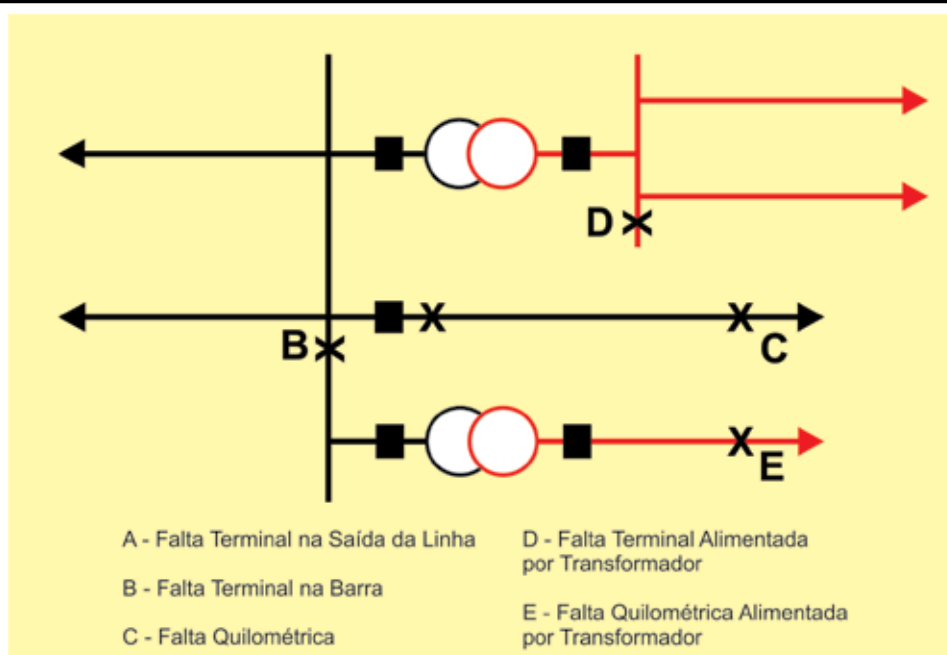 D
B
C
E
A - Falta Terminal na Saída da Linha
B - Falta Terminal na Barra
C - Falta Quilométrica
D - Falta Terminal Alimentada
por Transformador
E - Falta Quilométrica Alimentada
por Transformador